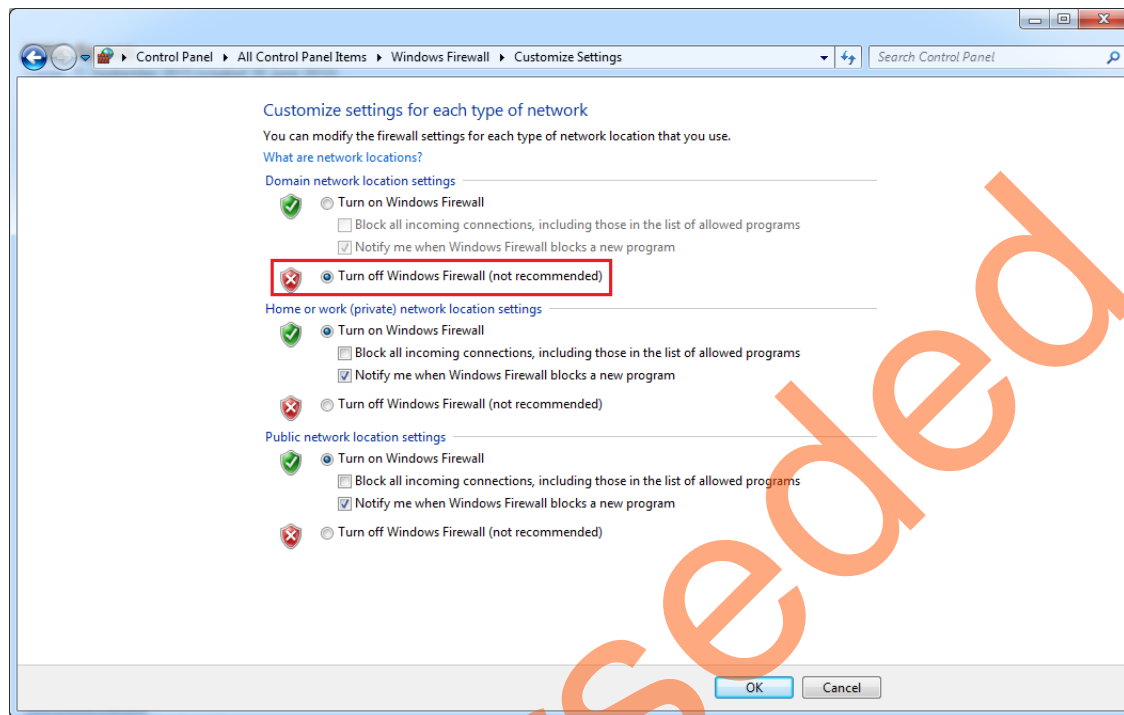 Control Panel All Control Panel Items Windows Firewall Customize Settings Search Control Panel
Customize settings for each type of network
You can modify the firewall settings for each type of network location that you use.
What are network locations?
Domain network location settings
Turn on Windows Firewall
Block all incoming connections, including those in the list of allowed programs
Notify me when Windows Firewall blocks a new program
Turn off Windows Firewall (not recommended)
Home or work (private) network location settings
Turn on Windows Firewall
Block all incoming connections, including those in the list of allowed programs
Notify me when Windows Firewall blocks a new program
Turn off Windows Firewall (not recommended)
Public network location settings
Turn on Windows Firewall
Block all incoming connections, including those in the list of allowed programs
Notify me when Windows Firewall blocks a new program
Turn off Windows Firewall (not recommended)
OK Cancel
seded